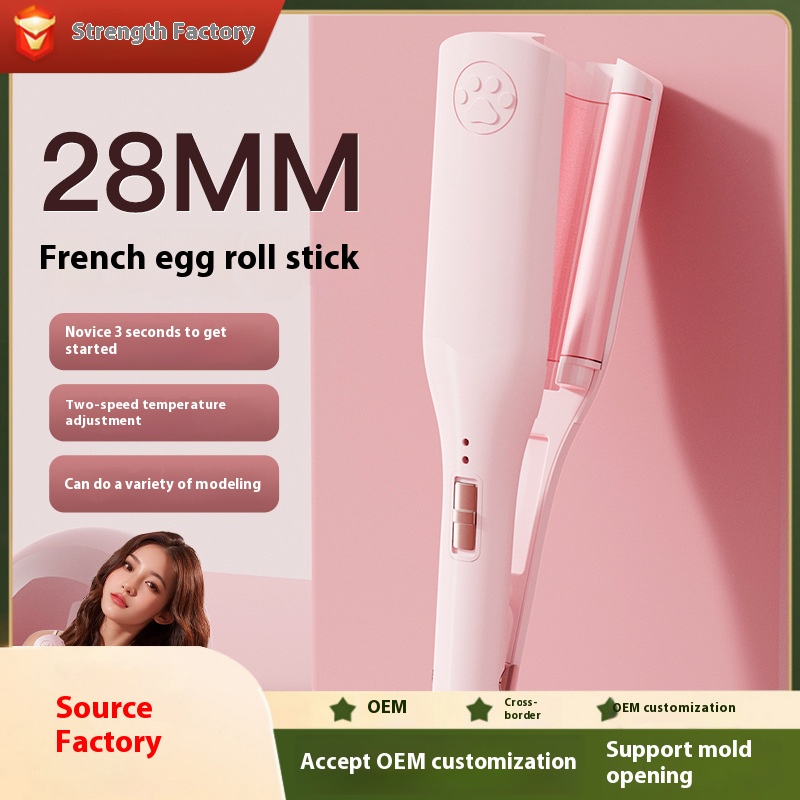 Strength Factory
28MM
French egg roll stick
Novice 3 seconds to get
started
Two-speed temperature
adjustment
Can do a variety of modeling
Source
Factory
OEM
Cross-
border
OEM customization
Accept OEM customization
Support mold
opening